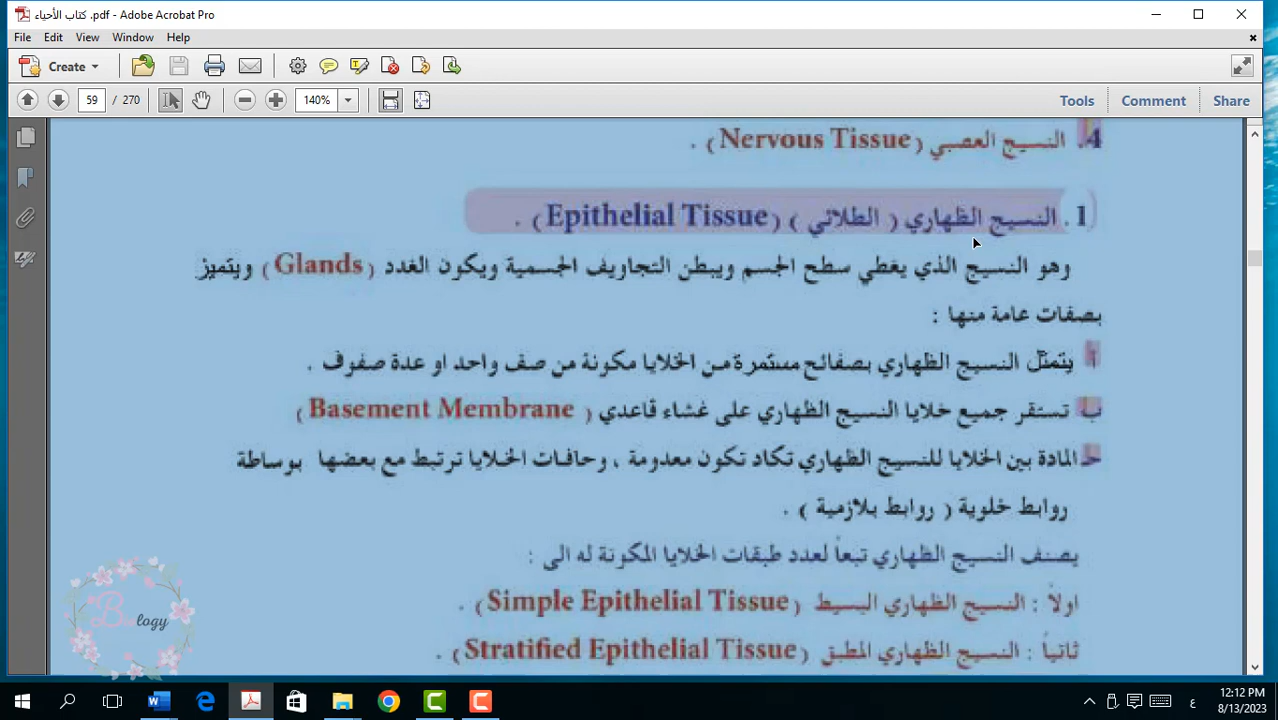 كتاب الأحياء .pdf - Adobe Acrobat Pro
File Edit View Window Help
Create
59 / 270 140% Tools Comment Share
4. النسيج العصبي ( Nervous Tissue ) .
1 . النسيج الظهاري ( الطلائي ) ( Epithelial Tissue ) .
وهو النسيج الذي يغطي سطح الجسم ويبطن التجاويف الجسمية ويكون الغدد ( Glands ) ويتميز
بصفات عامة منها :
أ يتمثل النسيج الظهاري بصفائح مستمرة من الخلايا مكونة من صف واحد او عدة صفوف .
ب تستقر جميع خلايا النسيج الظهاري على غشاء قاعدي ( Basement Membrane )
جـ المادة بين الخلايا للنسيج الظهاري تكاد تكون معدومة ، وحافات الخلايا ترتبط مع بعضها بوساطة
روابط خلوية ( روابط بلازمية ) .
يصنف النسيج الظهاري تبعاً لعدد طبقات الخلايا المكونة له الى :
اولاً : النسيج الظهاري البسيط ( Simple Epithelial Tissue ) .
ثانياً : النسيج الظهاري المطبق ( Stratified Epithelial Tissue ) .
Biology
ع
12:12 PM
8/13/2023